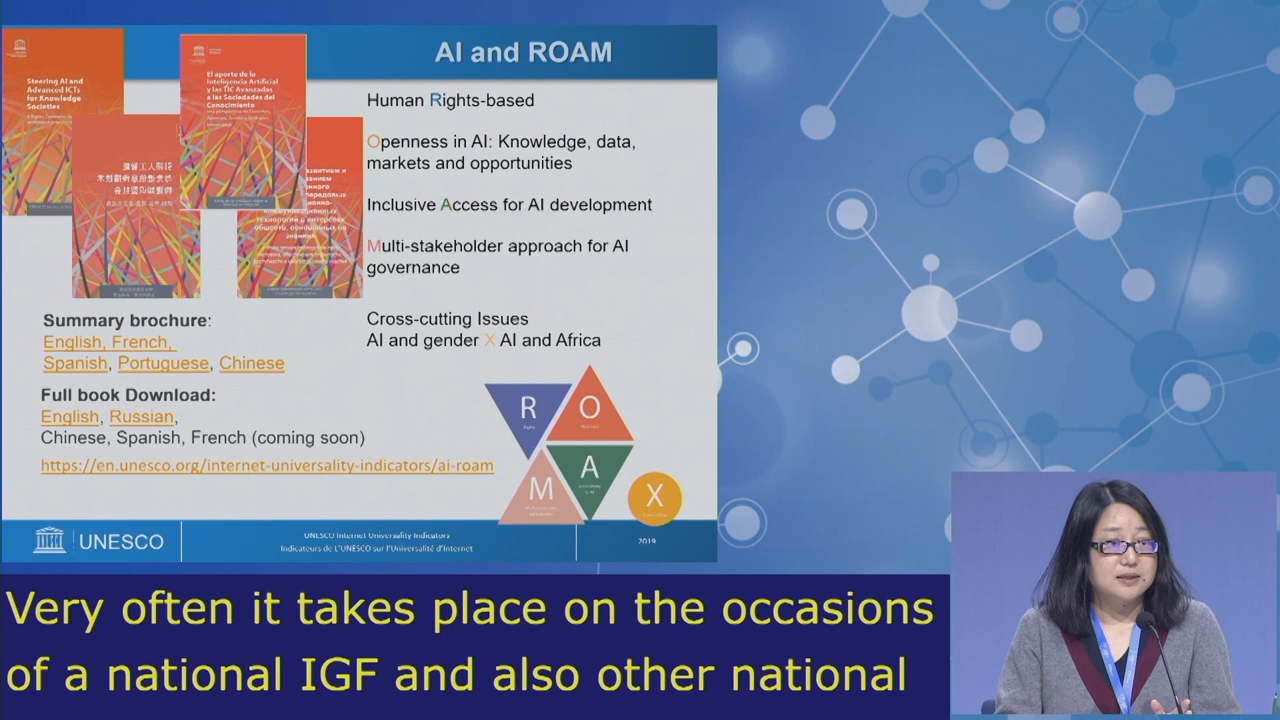 AI and ROAM
Steering AI and
Advanced ICTs
for Knowledge
Societies
El aporte de la
Inteligencia Artificial
y las TIC Avanzadas
a las Sociedades del
Conocimiento
Human Rights-based
Openness in AI: Knowledge, data,
markets and opportunities
Inclusive Access for AI development
Multi-stakeholder approach for AI
governance
Cross-cutting Issues
AI and gender X AI and Africa
Summary brochure:
English, French,
Spanish, Portuguese, Chinese
Full book Download:
English, Russian,
Chinese, Spanish, French (coming soon)
https://en.unesco.org/internet-universality-indicators/ai-roam
R
O
M
A
X
UNESCO
UNESCO Internet Universality Indicators
Indicateurs de L'UNESCO sur l'Universalité d'Internet
2019
Very often it takes place on the occasions
of a national IGF and also other national